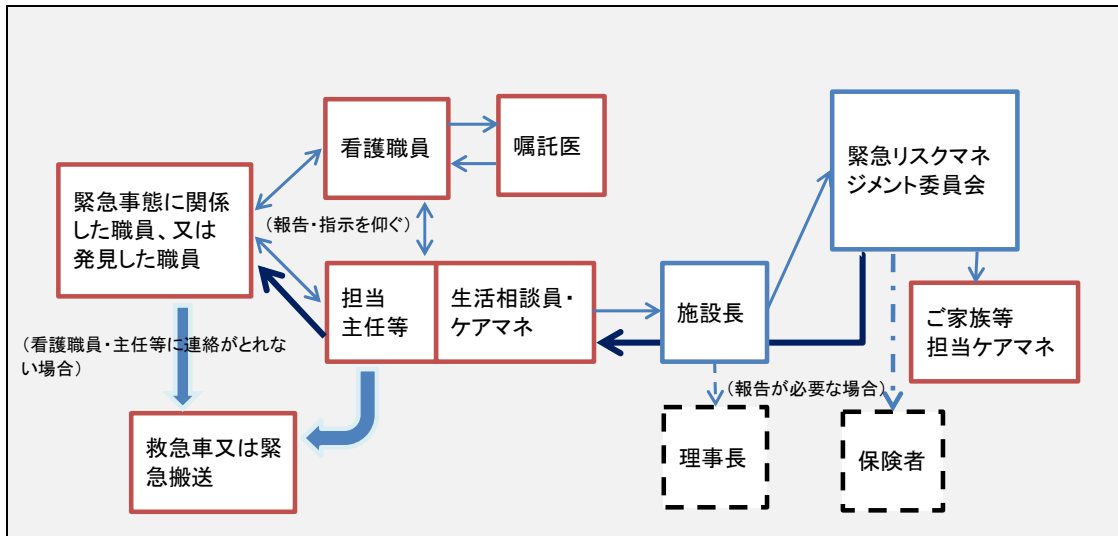 看護職員
嘱託医
緊急リスクマネ
ジメント委員会
緊急事態に関係
した職員、又は
発見した職員
（報告・指示を仰ぐ）
担当
主任等
生活相談員・
ケアマネ
施設長
ご家族等
担当ケアマネ
（看護職員・主任等に連絡がとれな
い場合）
（報告が必要な場合）
救急車又は緊
急搬送
理事長
保険者